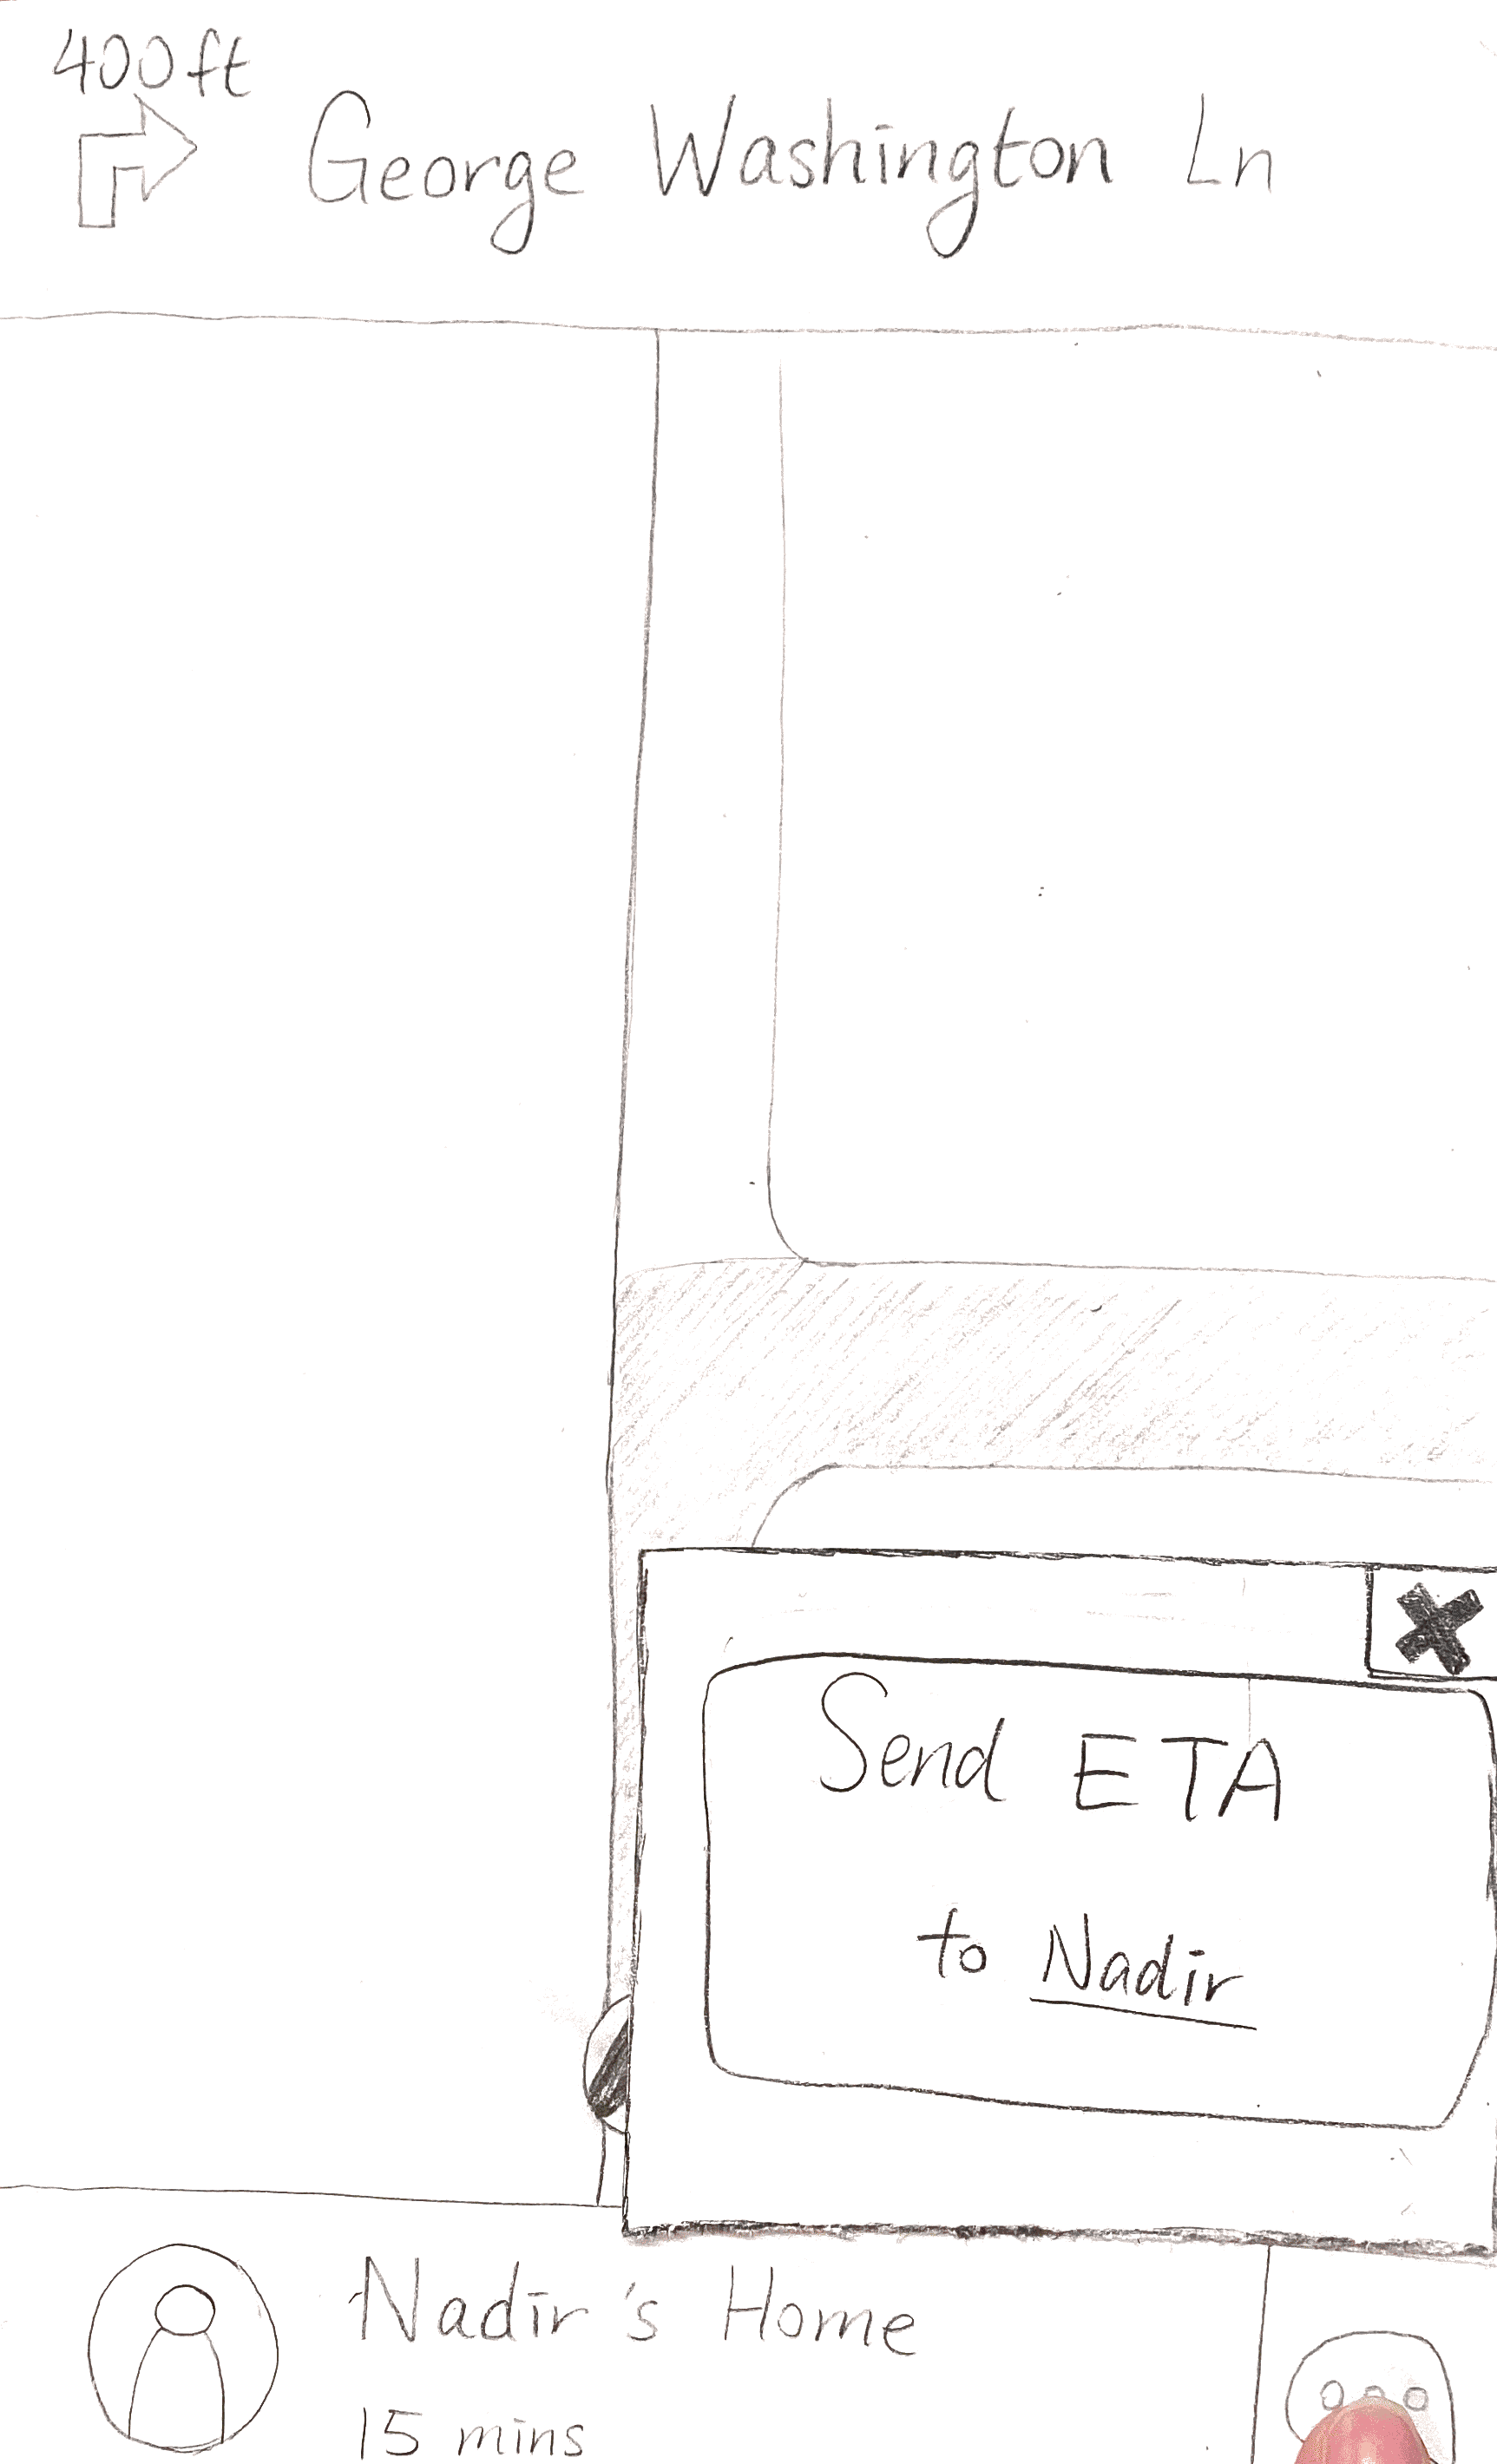 400ft
George Washington Ln
Send ETA
to Nadir
Nadir's Home
15 mins